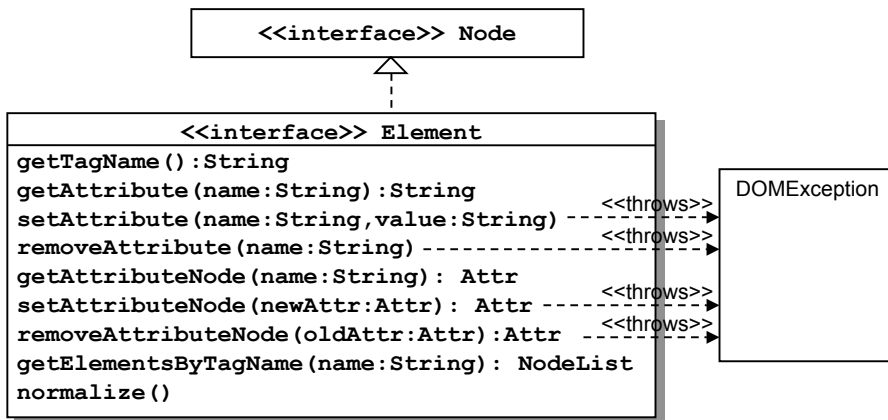 <<interface>> Node
<<interface>> Element
getTagName():String
getAttribute(name:String):String
setAttribute(name:String,value:String)
<<throws>>
removeAttribute(name:String)
<<throws>>
getAttributeNode(name:String): Attr
setAttributeNode(newAttr:Attr): Attr
<<throws>>
removeAttributeNode(oldAttr:Attr):Attr
<<throws>>
getElementsByTagName(name:String): NodeList
normalize()
DOMException